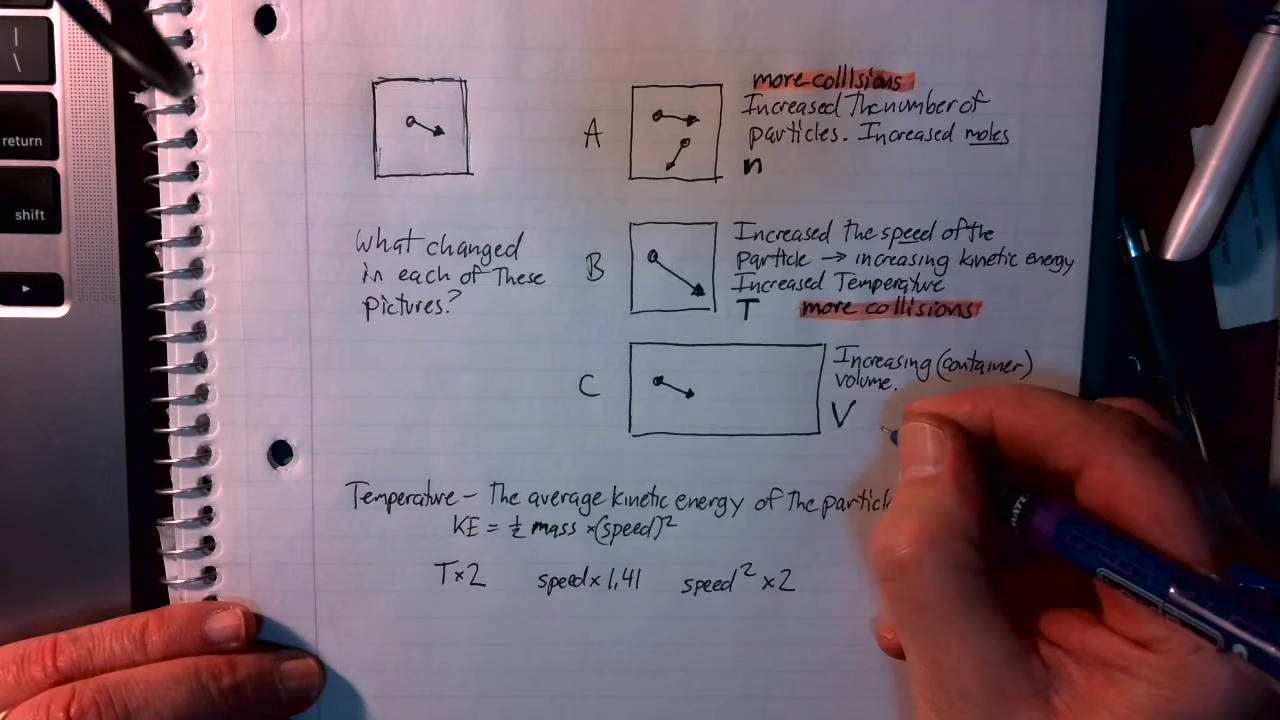 |
\
return
shift
more collisions
Increased The number of
A
particles. Increased moles
n
What changed
in each of These
pictures?
Increased the speed of the
B
particle → increasing kinetic energy
Increased Temperature
T more collisions
Increasing (container)
C
volume.
V
Temperature - The average kinetic energy of the
KE = ½ mass × (speed)²
T×2 speed × 1.41 speed² × 2